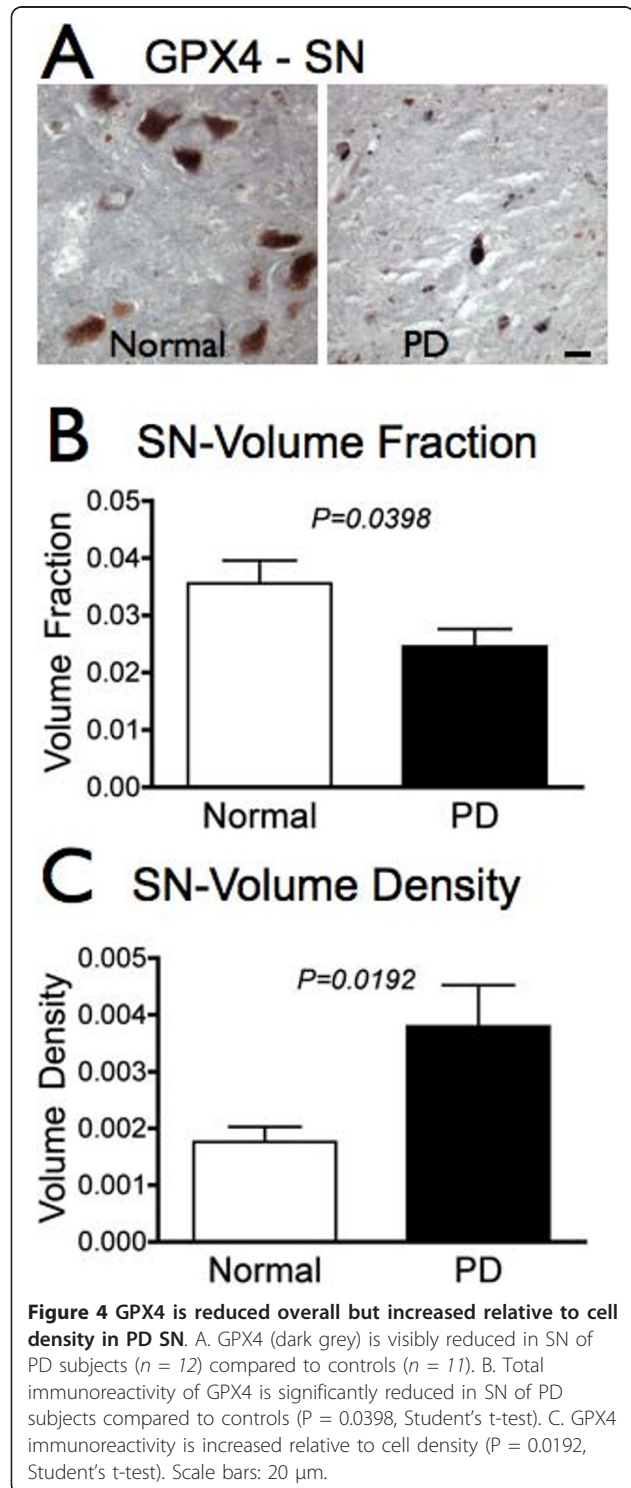 A GPX4 - SN
Normal
PD
B SN-Volume Fraction
Volume Fraction
0.05
P=0.0398
0.04
0.03
0.02
0.01
0.00
Normal PD
C SN-Volume Density
Volume Density
0.005
P=0.0192
0.004
0.003
0.002
0.001
0.000
Normal PD
Figure 4 GPX4 is reduced overall but increased relative to cell
density in PD SN. A. GPX4 (dark grey) is visibly reduced in SN of
PD subjects (n = 12) compared to controls (n = 11). B. Total
immunoreactivity of GPX4 is significantly reduced in SN of PD
subjects compared to controls (P = 0.0398, Student's t-test). C. GPX4
immunoreactivity is increased relative to cell density (P = 0.0192,
Student's t-test). Scale bars: 20 μm.